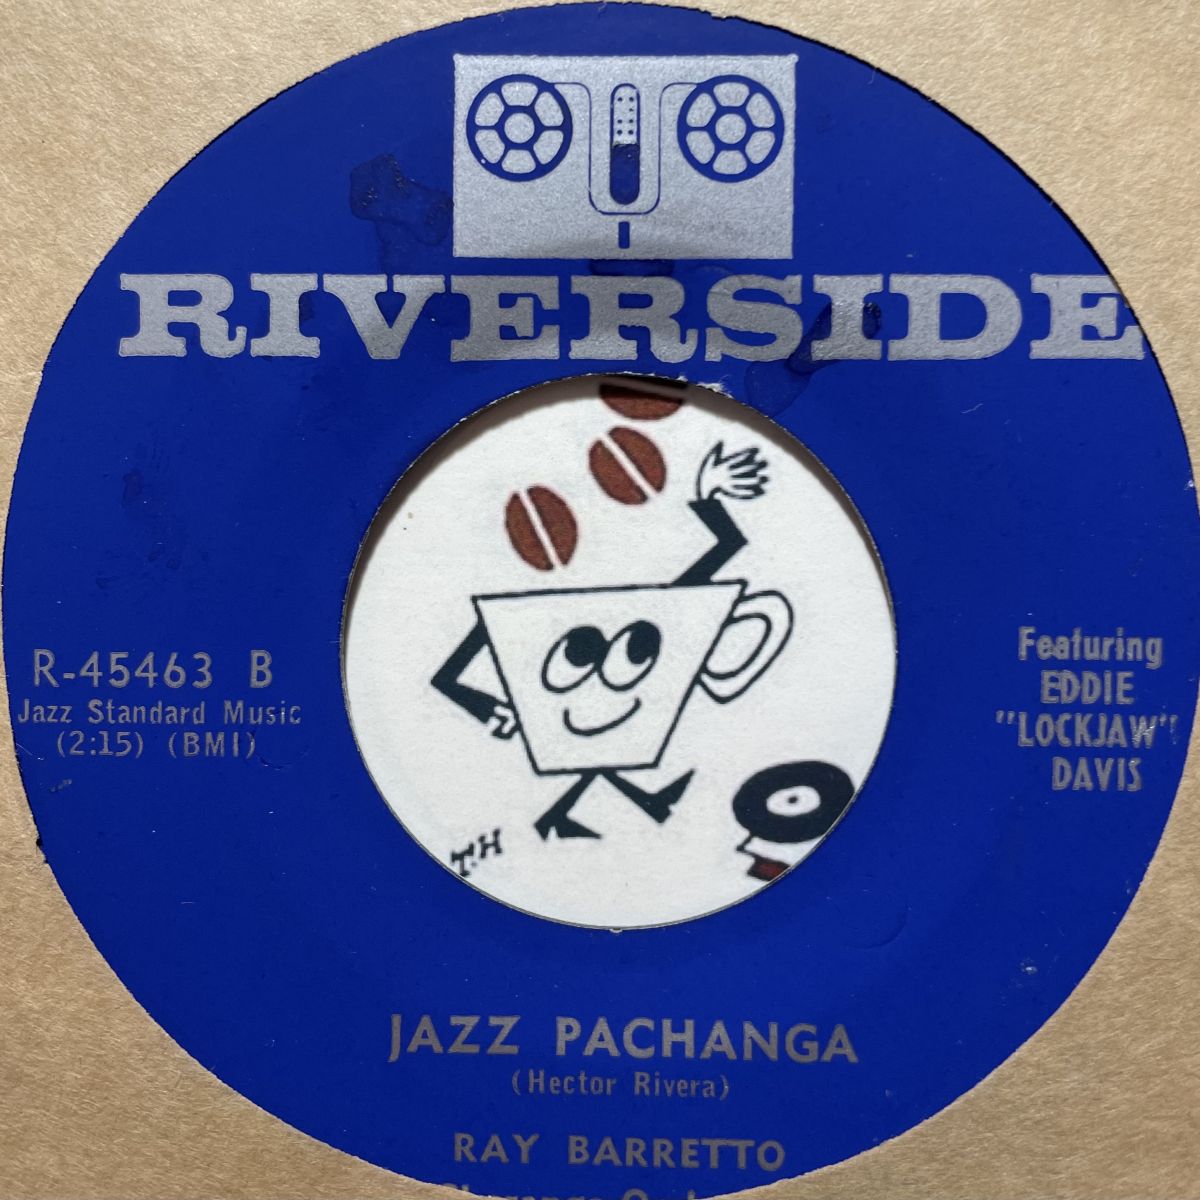 RIVERSIDE
R-45463 B
Jazz Standard Music
(2:15) (BMI)
Featuring
EDDIE
"LOCKJAW"
DAVIS
T.H
JAZZ PACHANGA
(Hector Rivera)
RAY BARRETTO